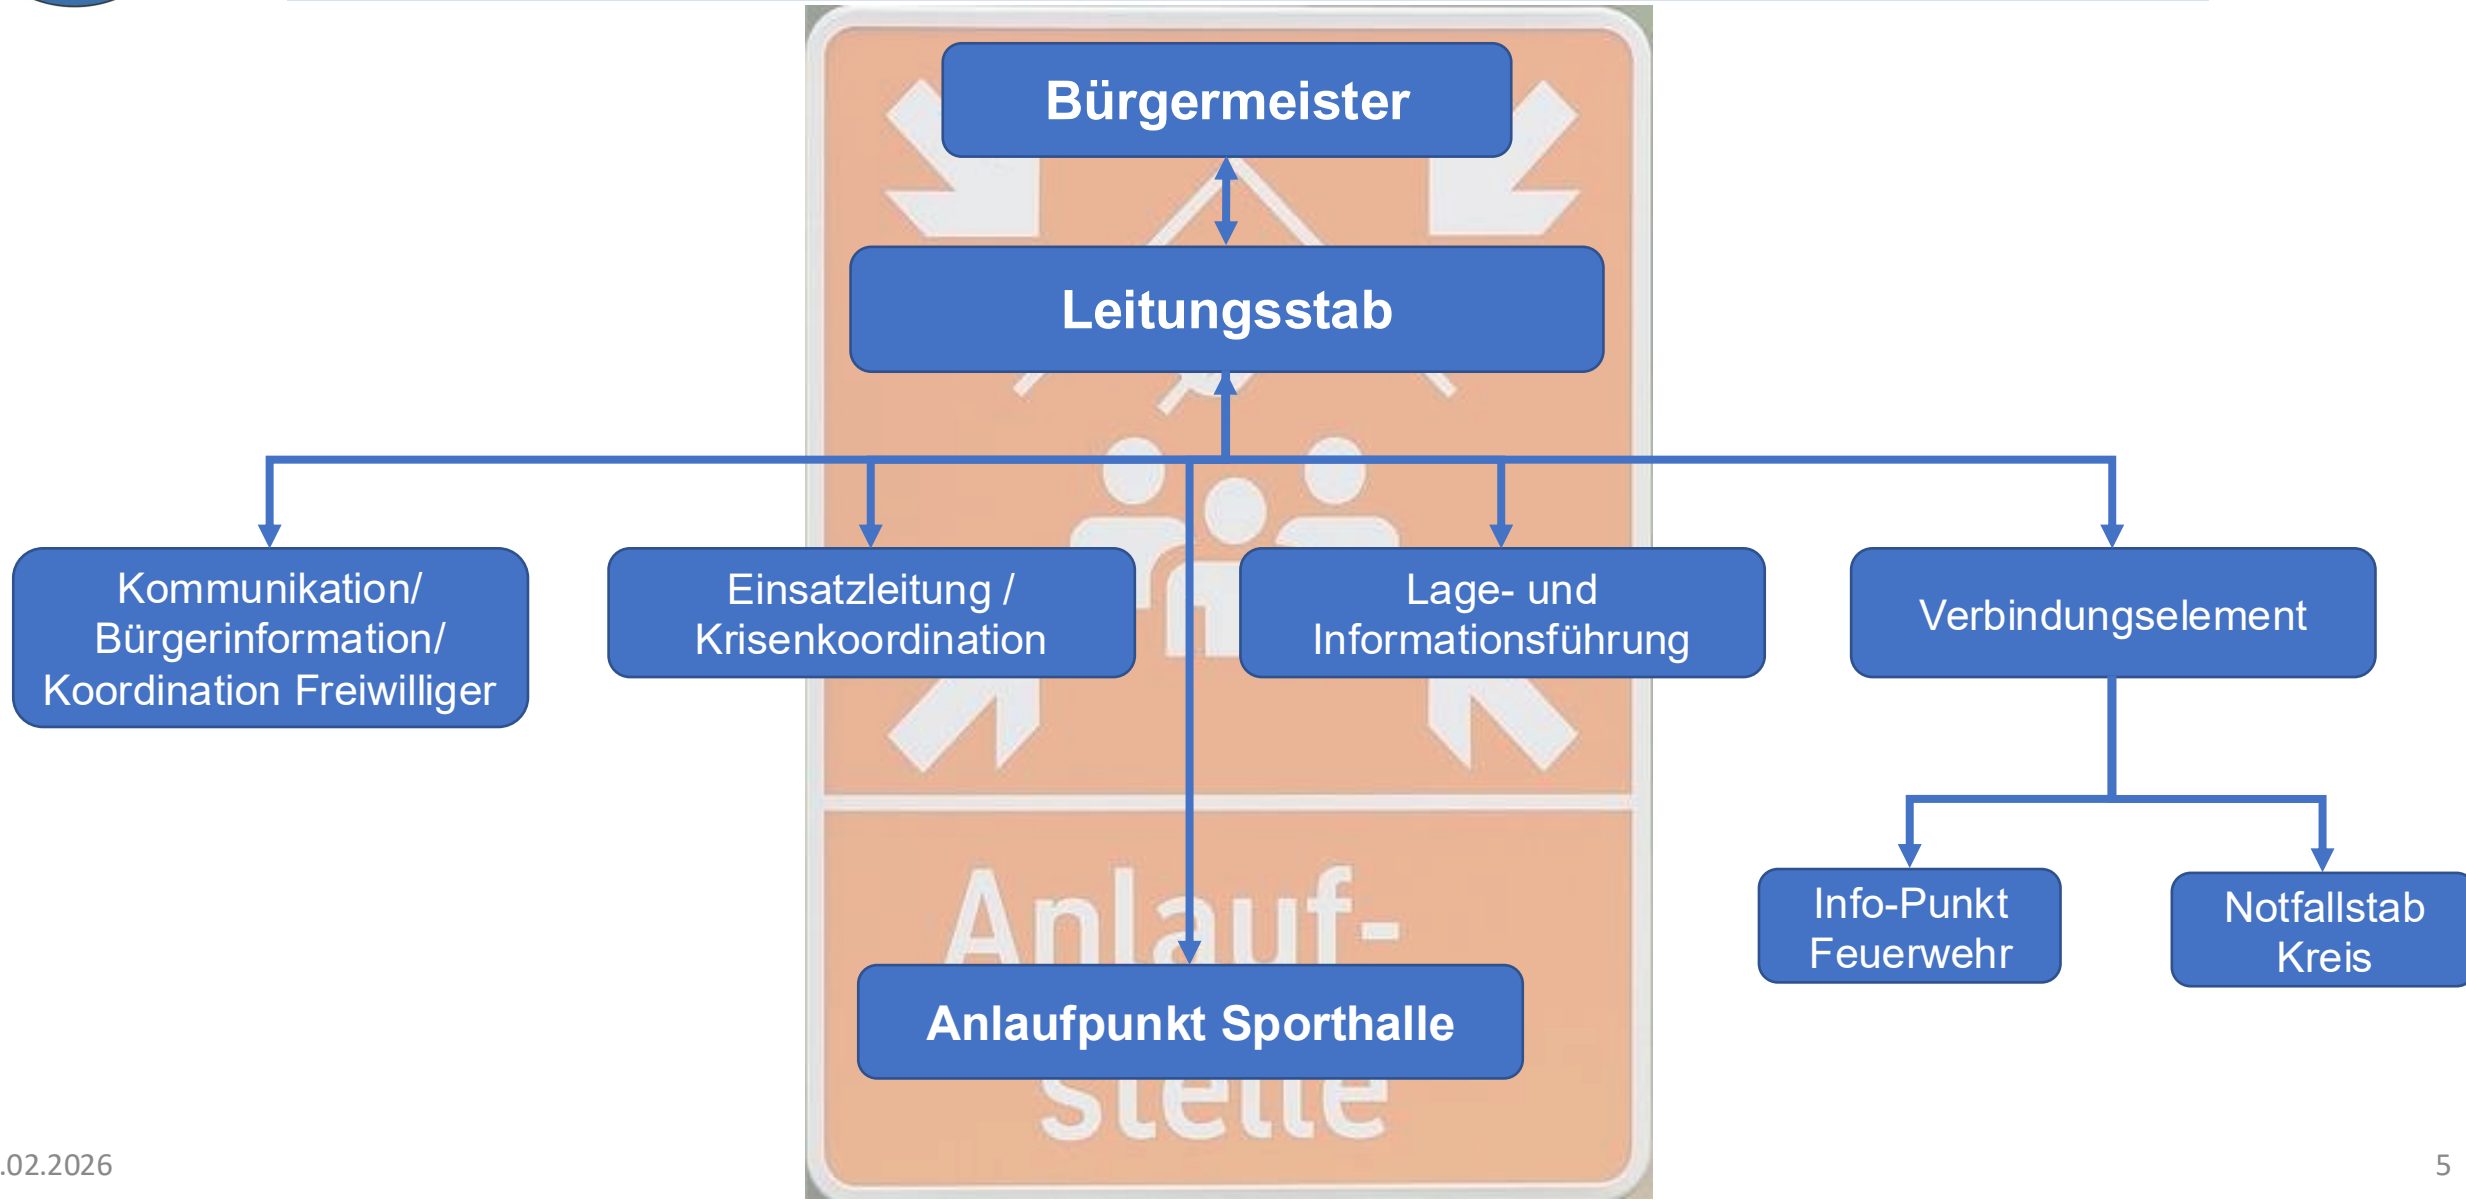 Bürgermeister
Leitungsstab
Kommunikation/
Bürgerinformation/
Koordination Freiwilliger
Einsatzleitung /
Krisenkoordination
Lage- und
Informationsführung
Verbindungselement
Info-Punkt
Feuerwehr
Notfallstab
Kreis
Anlauf-
Anlaufpunkt Sporthalle
stelle
.02.2026
5